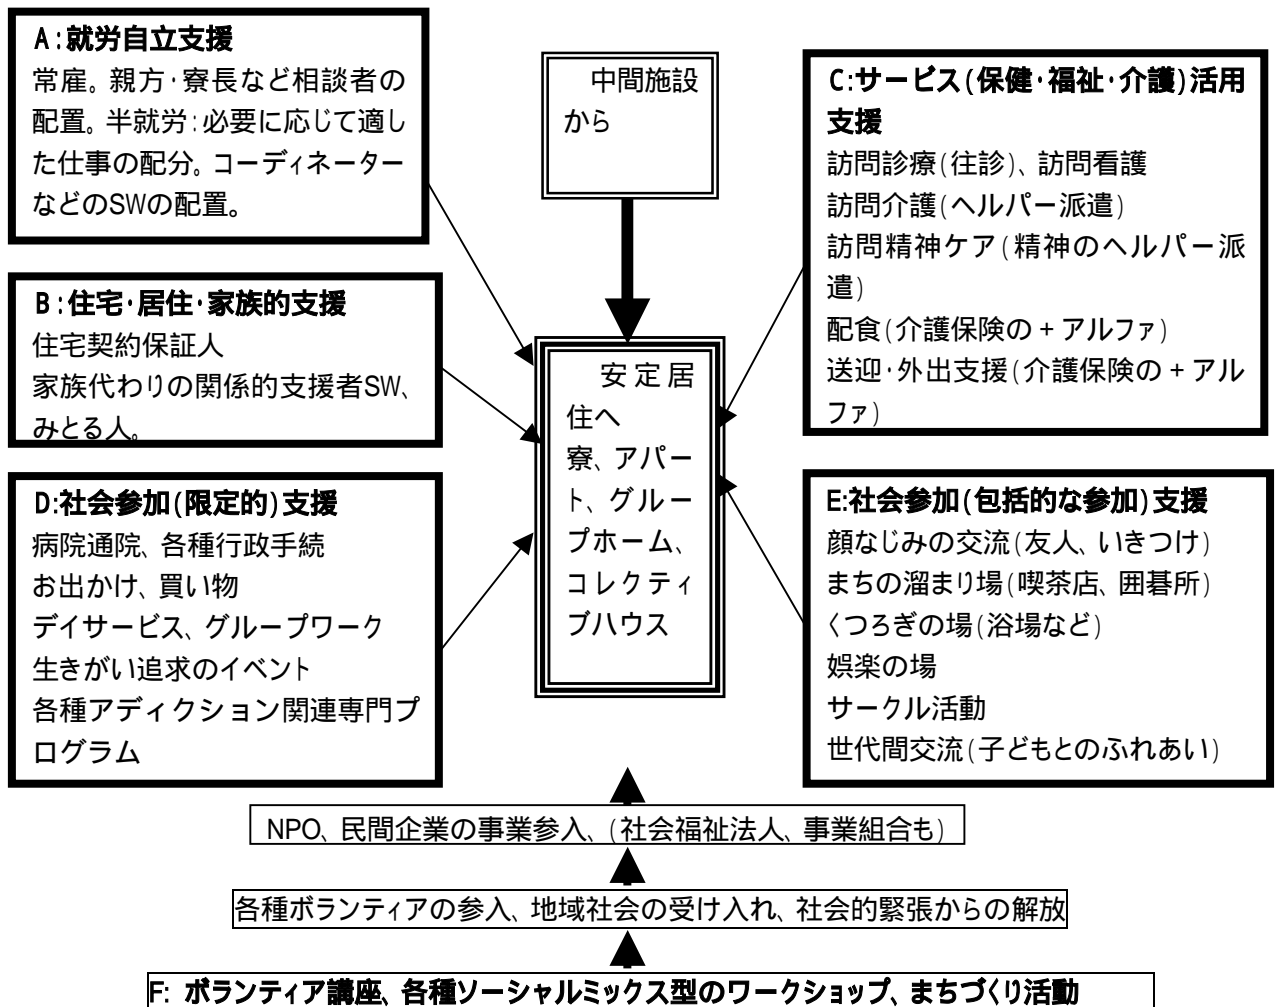 A:就労自立支援
常雇。親方・寮長など相談者の
配置。半就労:必要に応じて適し
た仕事の配分。コーディネーター
などのSWの配置。
B:住宅・居住・家族的支援
住宅契約保証人
家族代わりの関係的支援者SW、
みとる人。
D:社会参加(限定的)支援
病院通院、各種行政手続
お出かけ、買い物
デイサービス、グループワーク
生きがい追求のイベント
各種アディクション関連専門プ
ログラム
中間施設
から
安定居
住へ
寮、アパー
ト、グルー
プホーム、
コレクティ
ブハウス
C:サービス(保健・福祉・介護)活用
支援
訪問診療(往診)、訪問看護
訪問介護(ヘルパー派遣)
訪問精神ケア(精神のヘルパー派
遣)
配食(介護保険の+アルファ)
送迎・外出支援(介護保険の+アル
ファ)
E:社会参加(包括的な参加)支援
顔なじみの交流(友人、いきつけ)
まちの溜まり場(喫茶店、囲碁所)
くつろぎの場(浴場など)
娯楽の場
サークル活動
世代間交流(子どもとのふれあい)
NPO、民間企業の事業参入、(社会福祉法人、事業組合も)
各種ボランティアの参入、地域社会の受け入れ、社会的緊張からの解放
F: ボランティア講座、各種ソーシャルミックス型のワークショップ、まちづくり活動